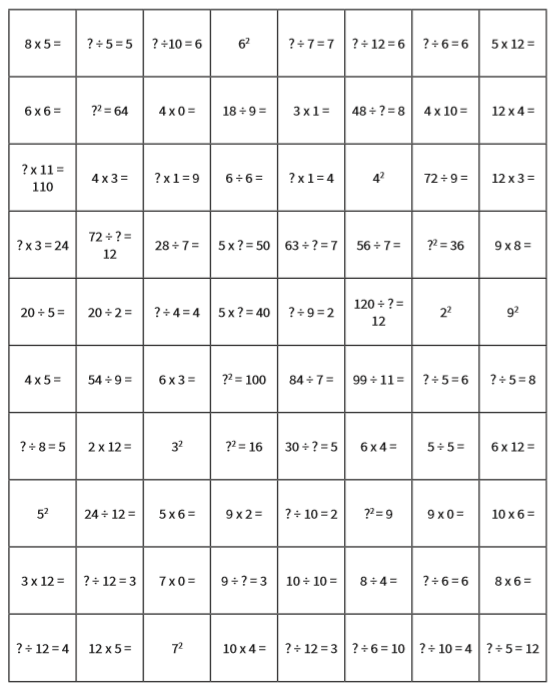 8 x 5 = ? ÷ 5 = 5 ? ÷10 = 6 6² ? ÷ 7 = 7 ? ÷ 12 = 6 ? ÷ 6 = 6 5 x 12 =
6 x 6 = ?² = 64 4 x 0 = 18 ÷ 9 = 3 x 1 = 48 ÷ ? = 8 4 x 10 = 12 x 4 =
? x 11 = 110 4 x 3 = ? x 1 = 9 6 ÷ 6 = ? x 1 = 4 4² 72 ÷ 9 = 12 x 3 =
? x 3 = 24 72 ÷ ? = 12 28 ÷ 7 = 5 x ? = 50 63 ÷ ? = 7 56 ÷ 7 = ?² = 36 9 x 8 =
20 ÷ 5 = 20 ÷ 2 = ? ÷ 4 = 4 5 x ? = 40 ? ÷ 9 = 2 120 ÷ ? = 12 2² 9²
4 x 5 = 54 ÷ 9 = 6 x 3 = ?² = 100 84 ÷ 7 = 99 ÷ 11 = ? ÷ 5 = 6 ? ÷ 5 = 8
? ÷ 8 = 5 2 x 12 = 3² ?² = 16 30 ÷ ? = 5 6 x 4 = 5 ÷ 5 = 6 x 12 =
5² 24 ÷ 12 = 5 x 6 = 9 x 2 = ? ÷ 10 = 2 ?² = 9 9 x 0 = 10 x 6 =
3 x 12 = ? ÷ 12 = 3 7 x 0 = 9 ÷ ? = 3 10 ÷ 10 = 8 ÷ 4 = ? ÷ 6 = 6 8 x 6 =
? ÷ 12 = 4 12 x 5 = 7² 10 x 4 = ? ÷ 12 = 3 ? ÷ 6 = 10 ? ÷ 10 = 4 ? ÷ 5 = 12